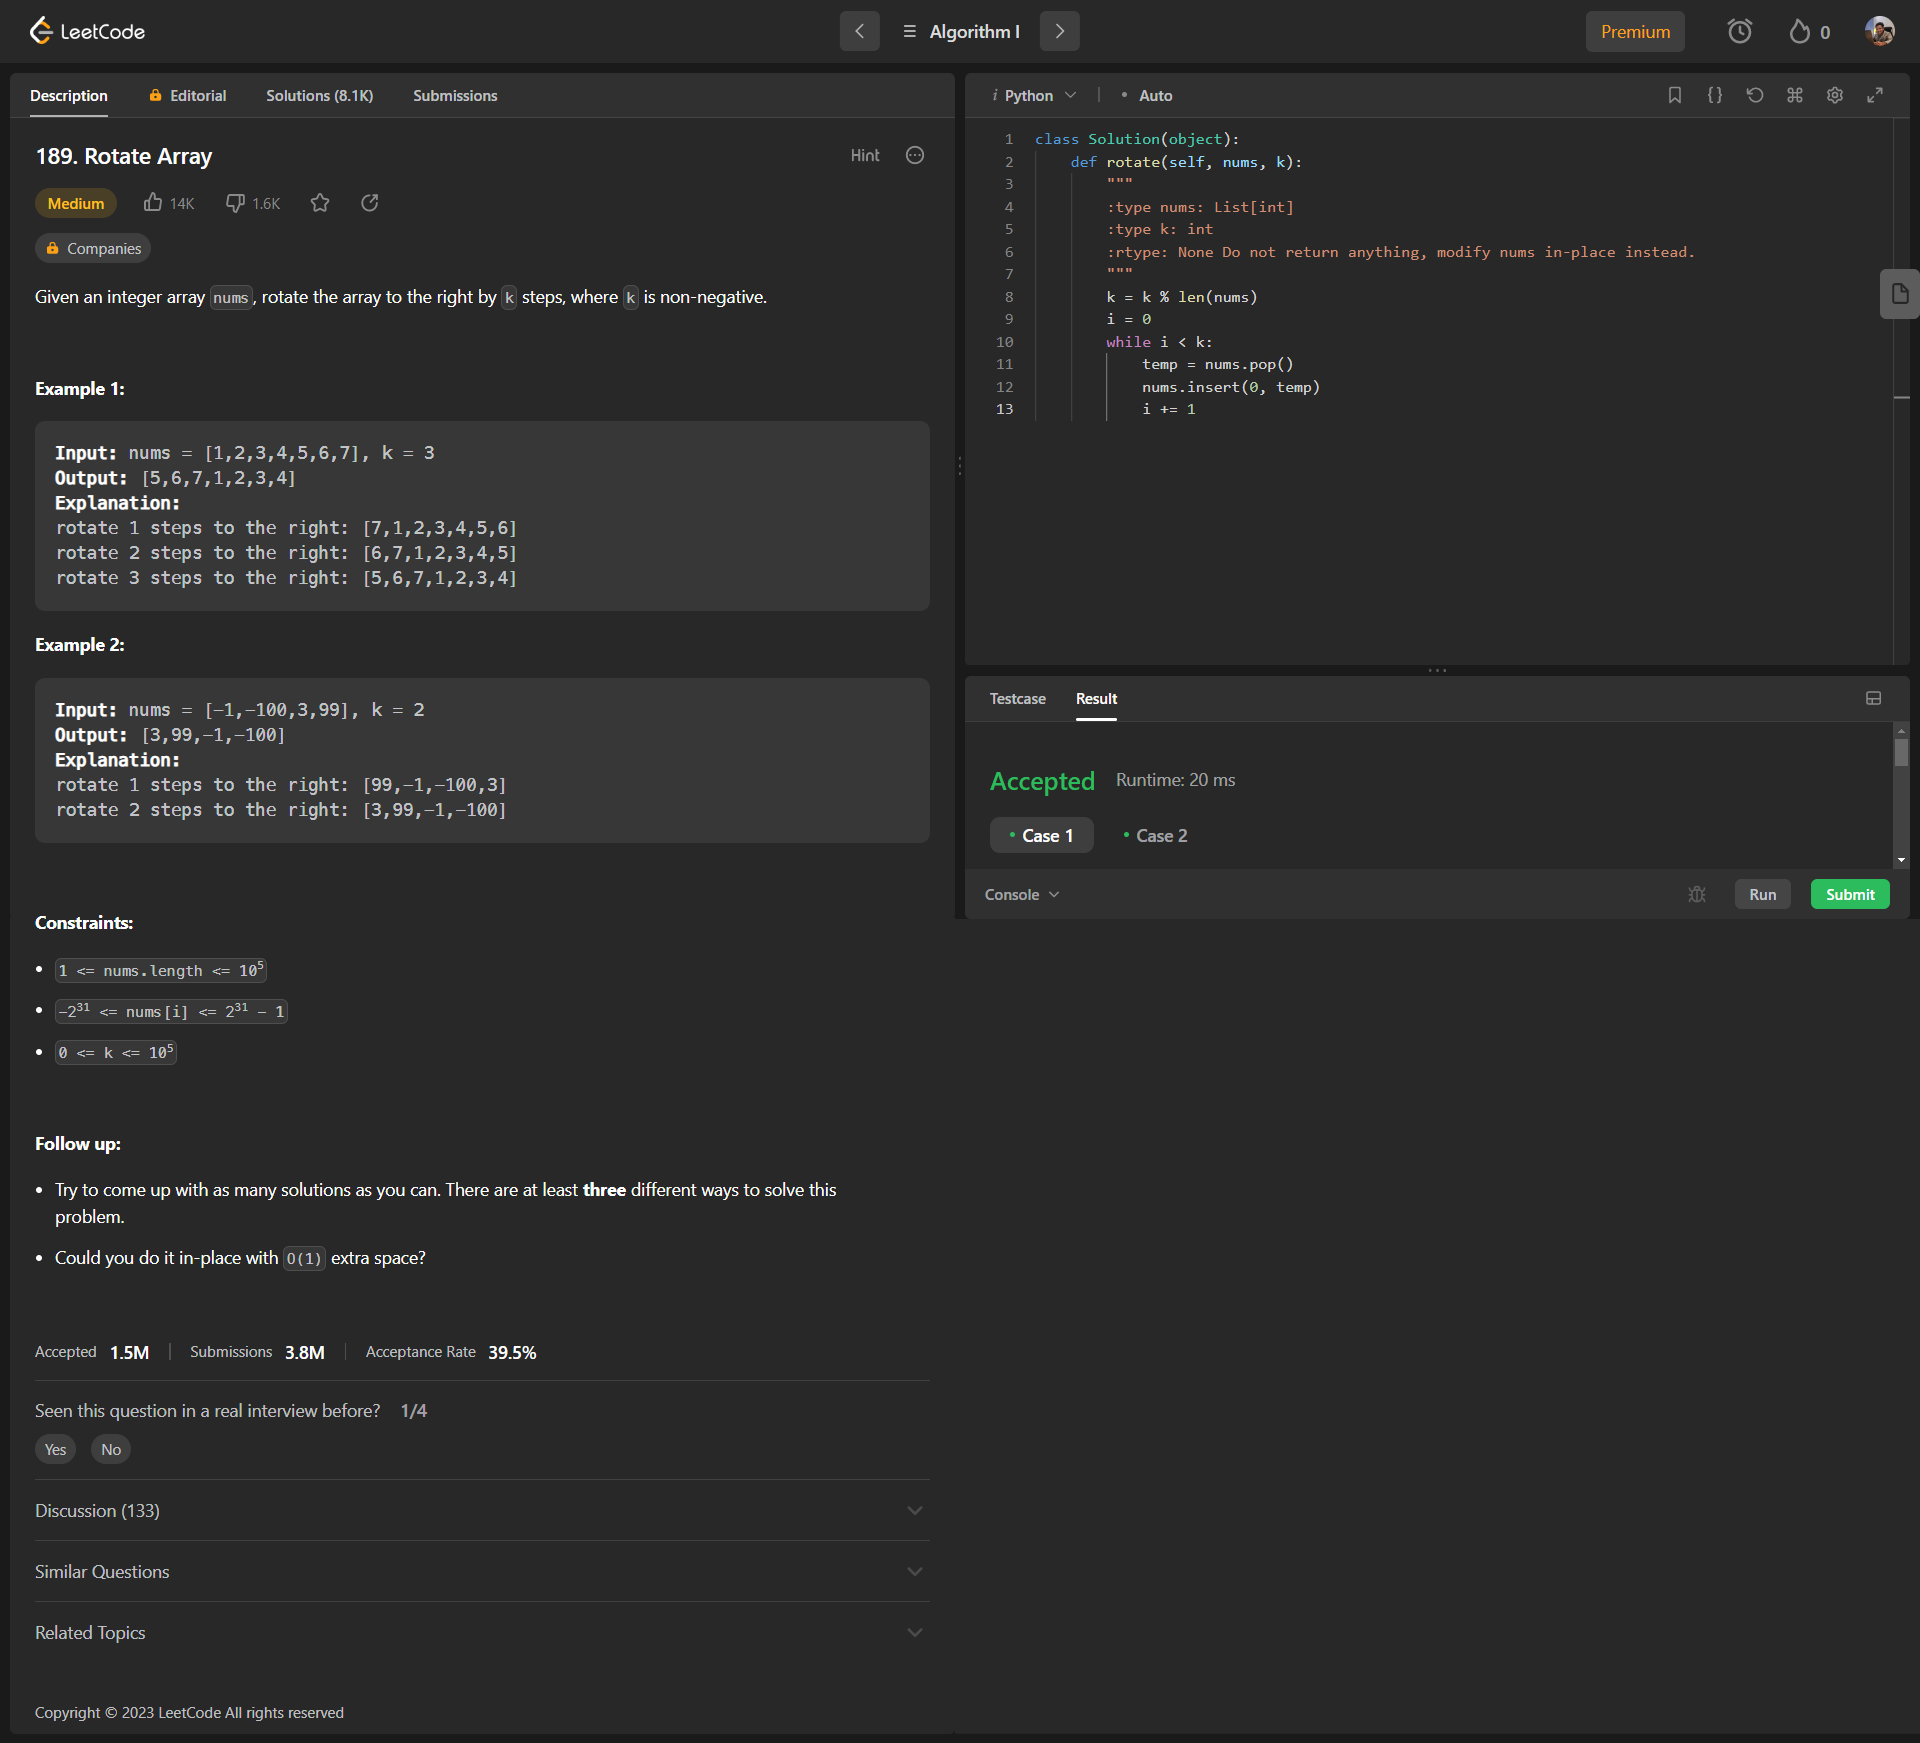 LeetCode
Algorithm I
Premium
0
Description
Editorial
Solutions (8.1K)
Submissions
189. Rotate Array
Hint
Medium
14K
1.6K
Companies
Given an integer array nums, rotate the array to the right by k steps, where k is non-negative.
Example 1:
Input: nums = [1,2,3,4,5,6,7], k = 3
Output: [5,6,7,1,2,3,4]
Explanation:
rotate 1 steps to the right: [7,1,2,3,4,5,6]
rotate 2 steps to the right: [6,7,1,2,3,4,5]
rotate 3 steps to the right: [5,6,7,1,2,3,4]
Example 2:
Input: nums = [-1,-100,3,99], k = 2
Output: [3,99,-1,-100]
Explanation:
rotate 1 steps to the right: [99,-1,-100,3]
rotate 2 steps to the right: [3,99,-1,-100]
Constraints:
• 1 <= nums.length <= 10⁵
• -2³¹ <= nums[i] <= 2³¹ - 1
• 0 <= k <= 10⁵
Follow up:
• Try to come up with as many solutions as you can. There are at least three different ways to solve this
problem.
• Could you do it in-place with O(1) extra space?
Accepted 1.5M | Submissions 3.8M | Acceptance Rate 39.5%
Seen this question in a real interview before? 1/4
Yes No
Discussion (133)
Similar Questions
Related Topics
Copyright © 2023 LeetCode All rights reserved
i Python | • Auto
1 class Solution(object):
2 def rotate(self, nums, k):
3 """
4 :type nums: List[int]
5 :type k: int
6 :rtype: None Do not return anything, modify nums in-place instead.
7 """
8 k = k % len(nums)
9 i = 0
10 while i < k:
11 temp = nums.pop()
12 nums.insert(0, temp)
13 i += 1
Testcase Result
Accepted Runtime: 20 ms
• Case 1 • Case 2
Console Run Submit